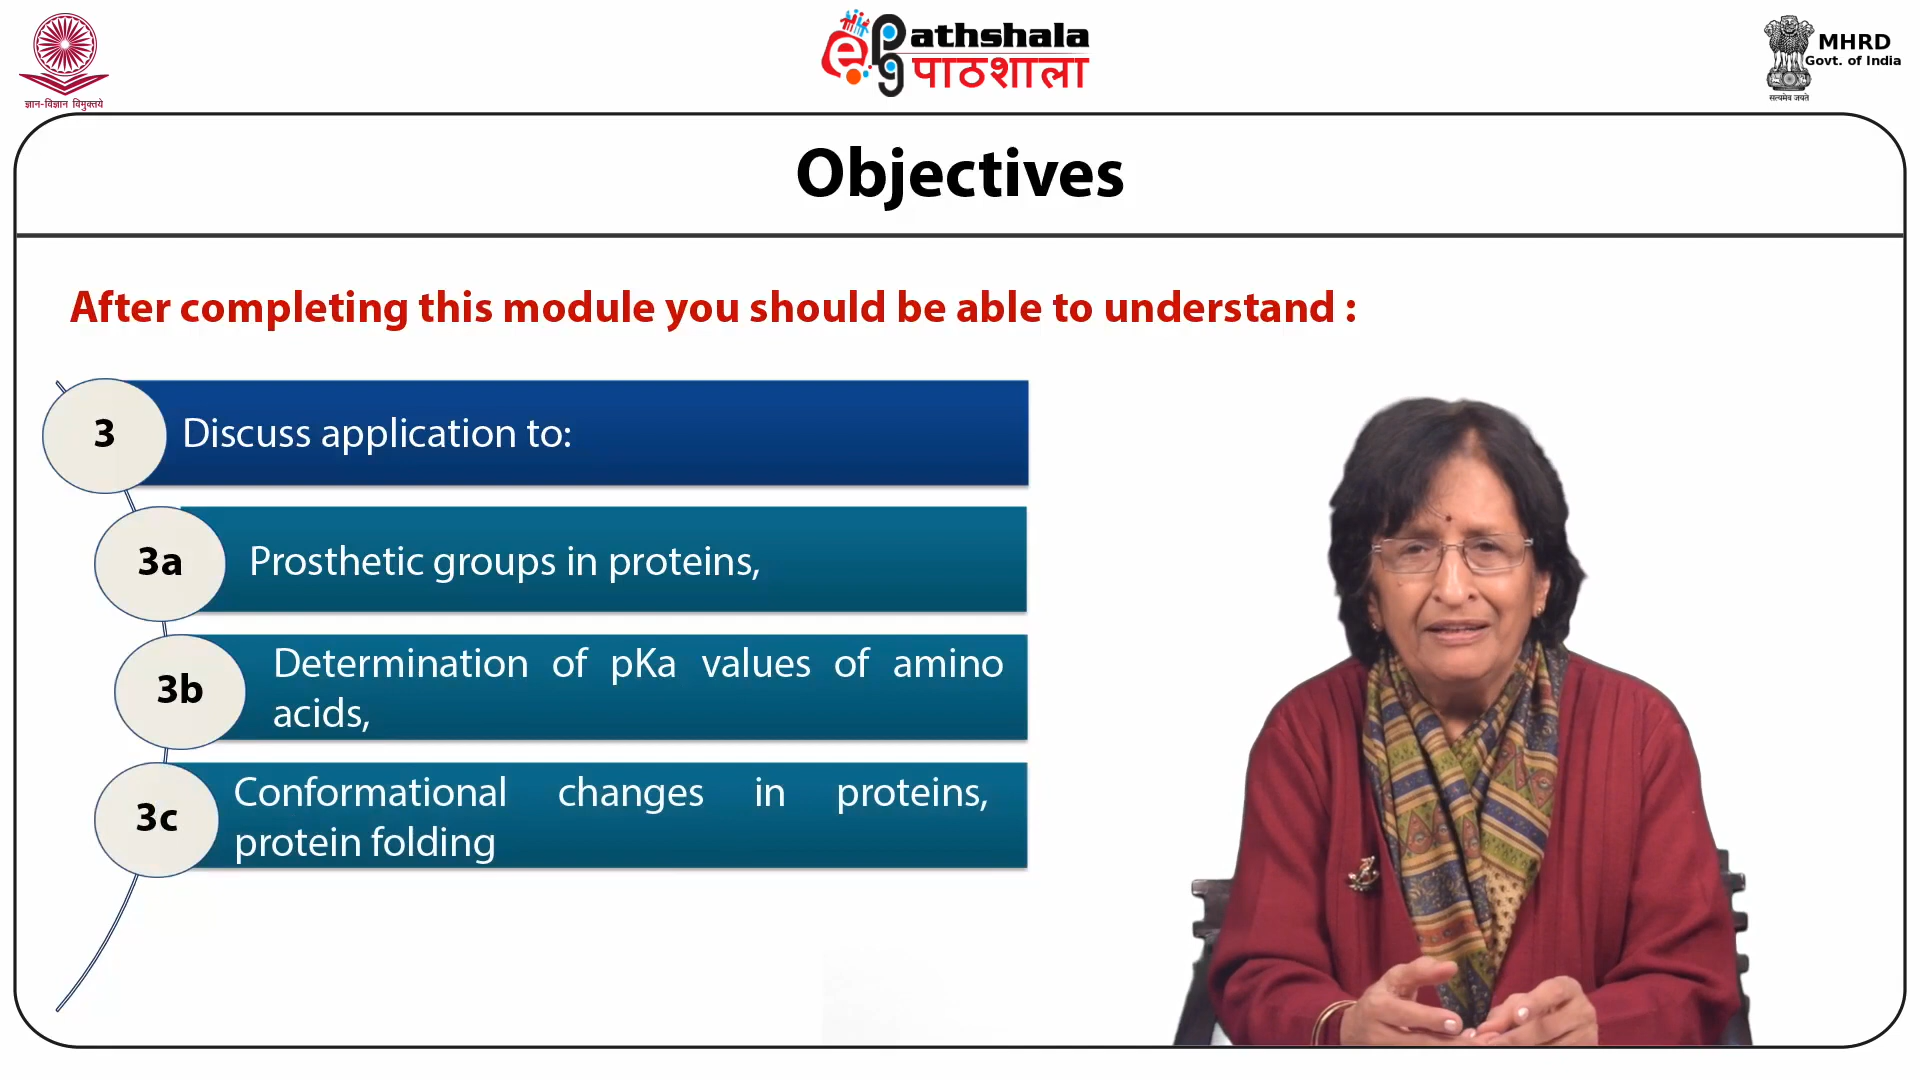 ज्ञान-विज्ञान विमुक्तये
ePathshala
पाठशाला
सत्यमेव जयते
MHRD
Govt. of India
Objectives
After completing this module you should be able to understand :
3 Discuss application to:
3a Prosthetic groups in proteins,
3b Determination of pKa values of amino
acids,
3c Conformational changes in proteins,
protein folding